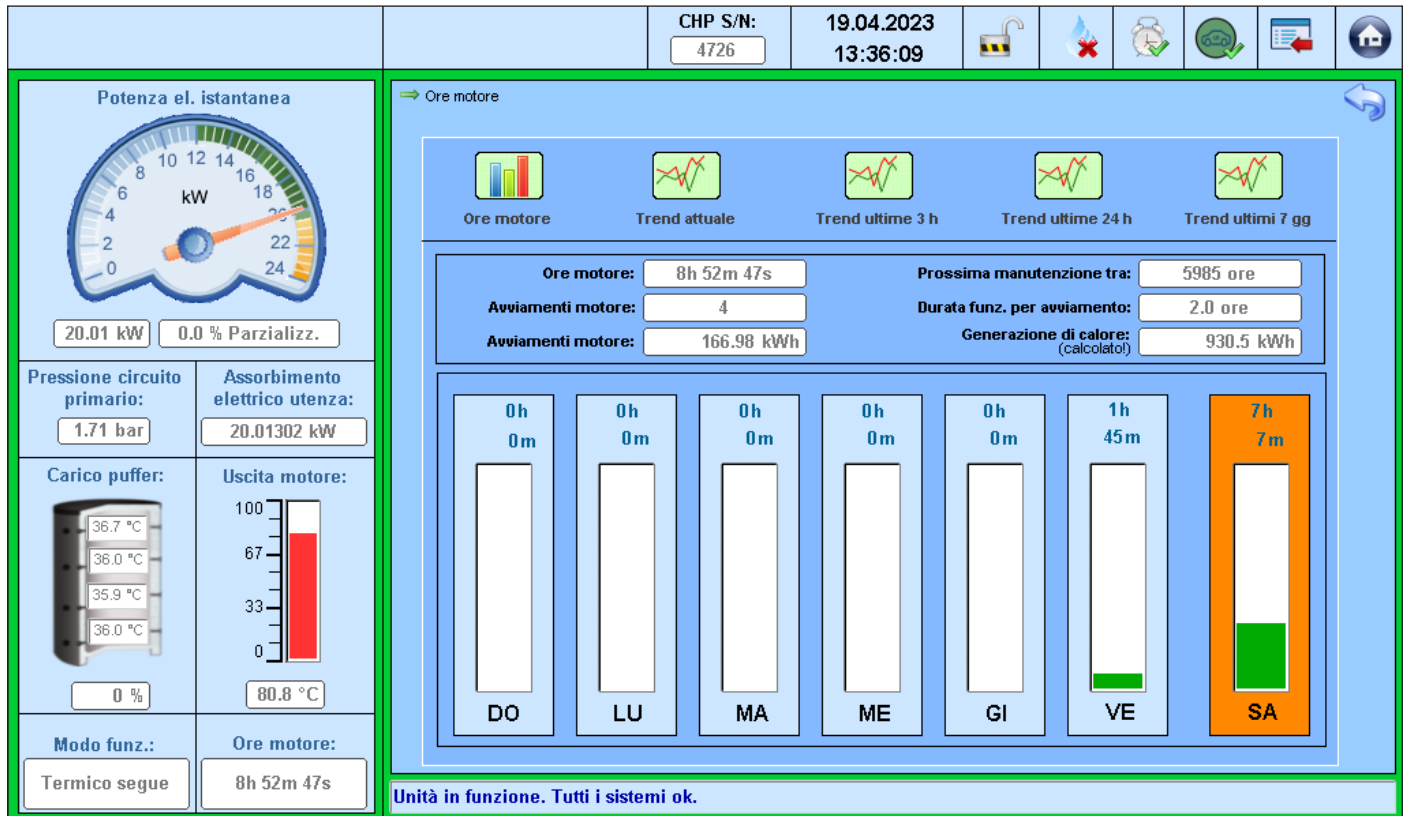 CHP S/N:
4726
19.04.2023
13:36:09
Potenza el. istantanea
0
2
4
6
8
10
12
14
16
18
20
22
24
kW
20.01 kW
0.0 % Parzializz.
Pressione circuito
primario:
1.71 bar
Assorbimento
elettrico utenza:
20.01302 kW
Carico puffer:
36.7 °C
36.0 °C
35.9 °C
36.0 °C
0 %
Uscita motore:
100
67
33
0
80.8 °C
Modo funz.:
Termico segue
Ore motore:
8h 52m 47s
Ore motore
Ore motore
Trend attuale
Trend ultime 3 h
Trend ultime 24 h
Trend ultimi 7 gg
Ore motore:
8h 52m 47s
Prossima manutenzione tra:
5985 ore
Avviamenti motore:
4
Durata funz. per avviamento:
2.0 ore
Avviamenti motore:
166.98 kWh
Generazione di calore:
(calcolato!)
930.5 kWh
0h
0m
DO
0h
0m
LU
0h
0m
MA
0h
0m
ME
0h
0m
GI
1h
45m
VE
7h
7m
SA
Unità in funzione. Tutti i sistemi ok.